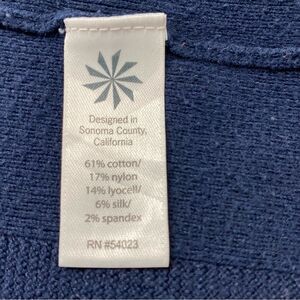 Designed in
Sonoma County,
California
61% cotton/
17% nylon
14% lyocell/
6% silk/
2% spandex
RN #54023